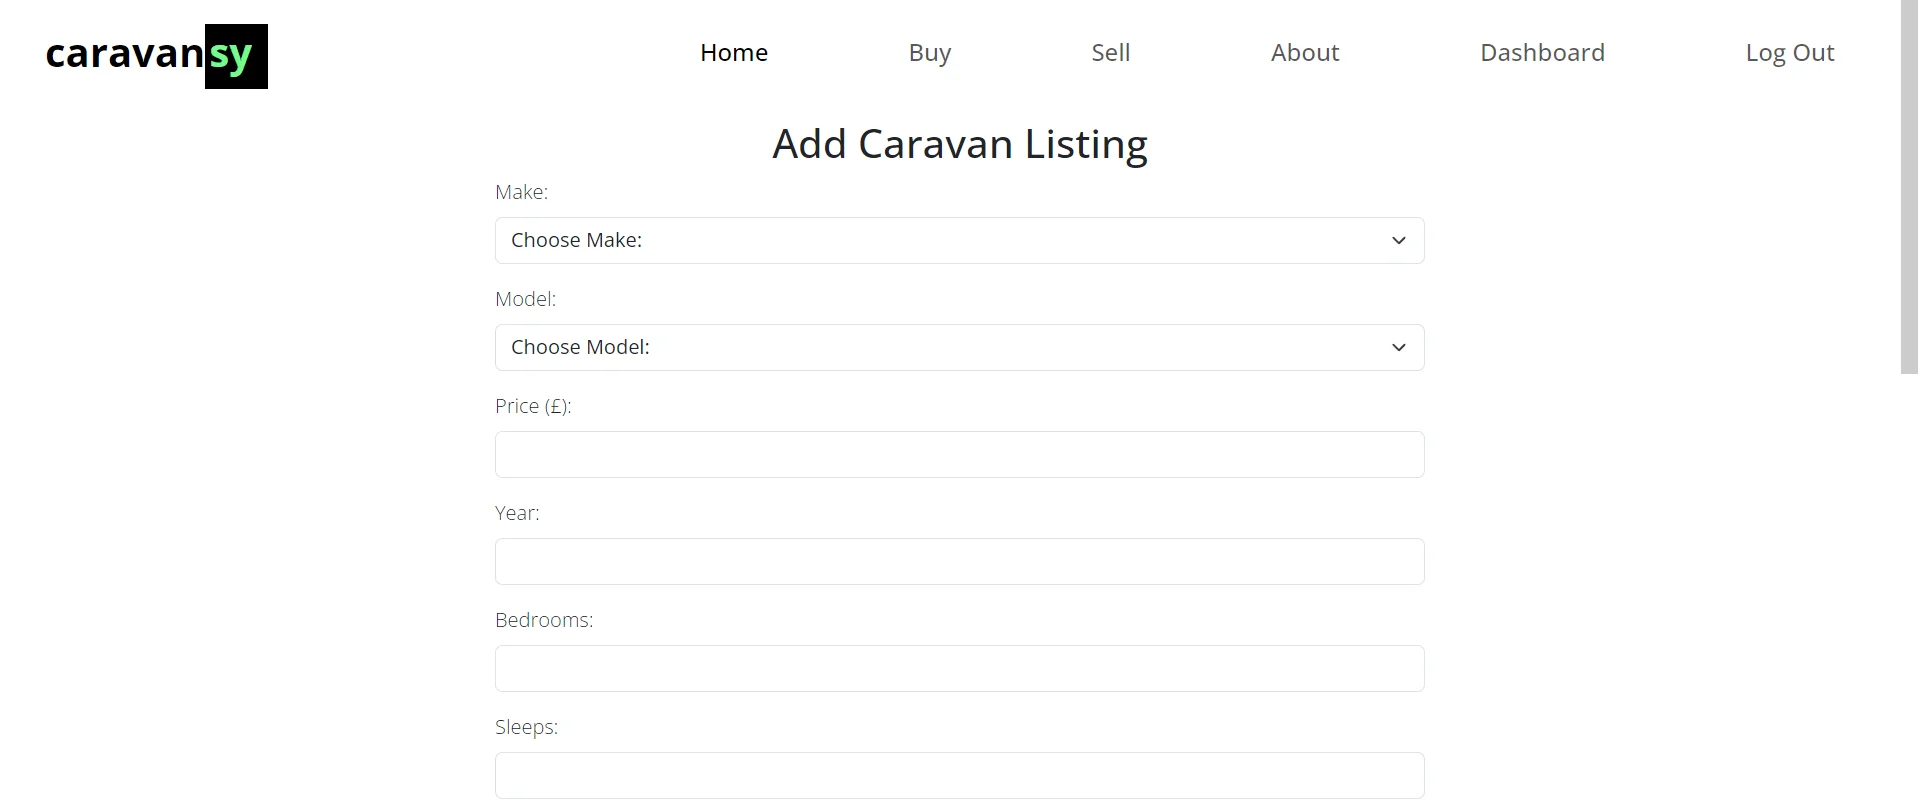 caravansy Home Buy Sell About Dashboard Log Out
Add Caravan Listing
Make:
Choose Make:
Model:
Choose Model:
Price (£):
Year:
Bedrooms:
Sleeps: